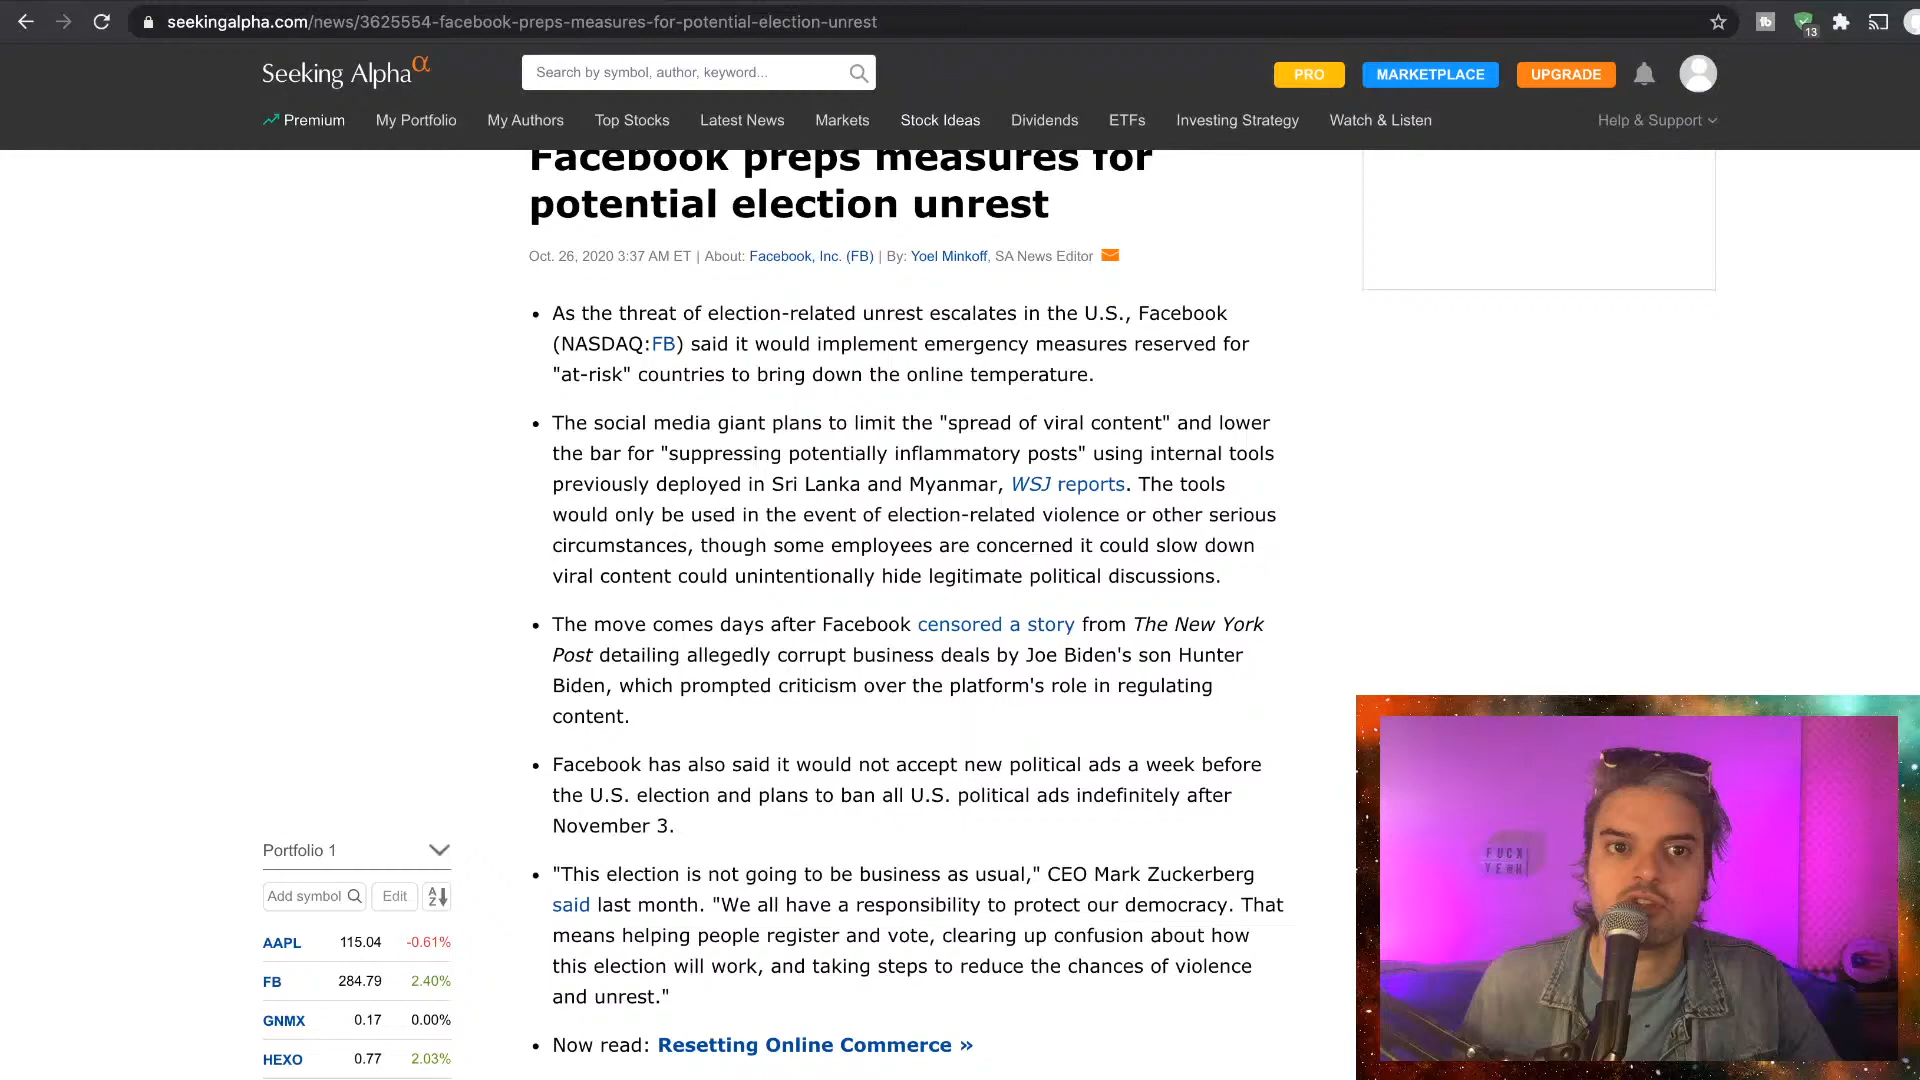 seekingalpha.com/news/3625554-facebook-preps-measures-for-potential-election-unrest
13
Seeking Alphaα
Search by symbol, author, keyword...
PRO
MARKETPLACE
UPGRADE
Premium
My Portfolio
My Authors
Top Stocks
Latest News
Markets
Stock Ideas
Dividends
ETFs
Investing Strategy
Watch & Listen
Help & Support
Facebook preps measures for
potential election unrest
Oct. 26, 2020 3:37 AM ET | About: Facebook, Inc. (FB) | By: Yoel Minkoff, SA News Editor
• As the threat of election-related unrest escalates in the U.S., Facebook
(NASDAQ:FB) said it would implement emergency measures reserved for
"at-risk" countries to bring down the online temperature.
• The social media giant plans to limit the "spread of viral content" and lower
the bar for "suppressing potentially inflammatory posts" using internal tools
previously deployed in Sri Lanka and Myanmar, WSJ reports. The tools
would only be used in the event of election-related violence or other serious
circumstances, though some employees are concerned it could slow down
viral content could unintentionally hide legitimate political discussions.
• The move comes days after Facebook censored a story from The New York
Post detailing allegedly corrupt business deals by Joe Biden's son Hunter
Biden, which prompted criticism over the platform's role in regulating
content.
• Facebook has also said it would not accept new political ads a week before
the U.S. election and plans to ban all U.S. political ads indefinitely after
November 3.
• "This election is not going to be business as usual," CEO Mark Zuckerberg
said last month. "We all have a responsibility to protect our democracy. That
means helping people register and vote, clearing up confusion about how
this election will work, and taking steps to reduce the chances of violence
and unrest."
• Now read: Resetting Online Commerce »
Portfolio 1
Add symbol
Edit
A
Z
AAPL 115.04 -0.61%
FB 284.79 2.40%
GNMX 0.17 0.00%
HEXO 0.77 2.03%
FUCK
YEAH